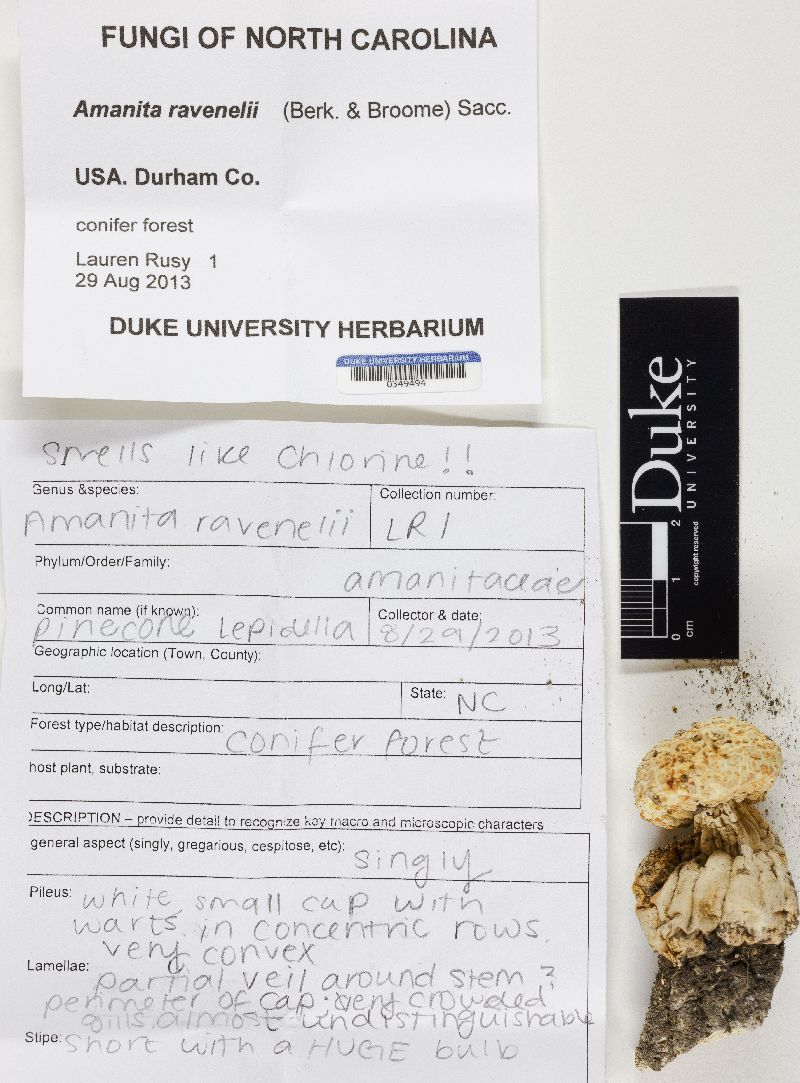 FUNGI OF NORTH CAROLINA
Amanita ravenelii (Berk. & Broome) Sacc.
USA. Durham Co.
conifer forest
Lauren Rusy 1
29 Aug 2013
DUKE UNIVERSITY HERBARIUM
DUKE UNIVERSITY HERBARIUM
0349494
Duke
UNIVERSITY
copyright reserved
0 1 2
cm
Smells like Chlorine!!
Genus &species:
Amanita ravenelii
Collection number:
LR1
Phylum/Order/Family:
amanitaceae
Common name (if known):
pinecone Lepidella
Collector & date:
8/29/2013
Geographic location (Town, County):
Long/Lat:
State: NC
Forest type/habitat description: conifer forest
host plant, substrate:
DESCRIPTION – provide detail to recognize key macro and microscopic characters
general aspect (singly, gregarious, cespitose, etc): singly
Pileus: white, small cap with
warts in concentric rows.
very convex
Lamellae: partial veil around stem ?
perimeter of cap. very crowded
gills almost undistinguishable
Stipe: short with a HUGE bulb